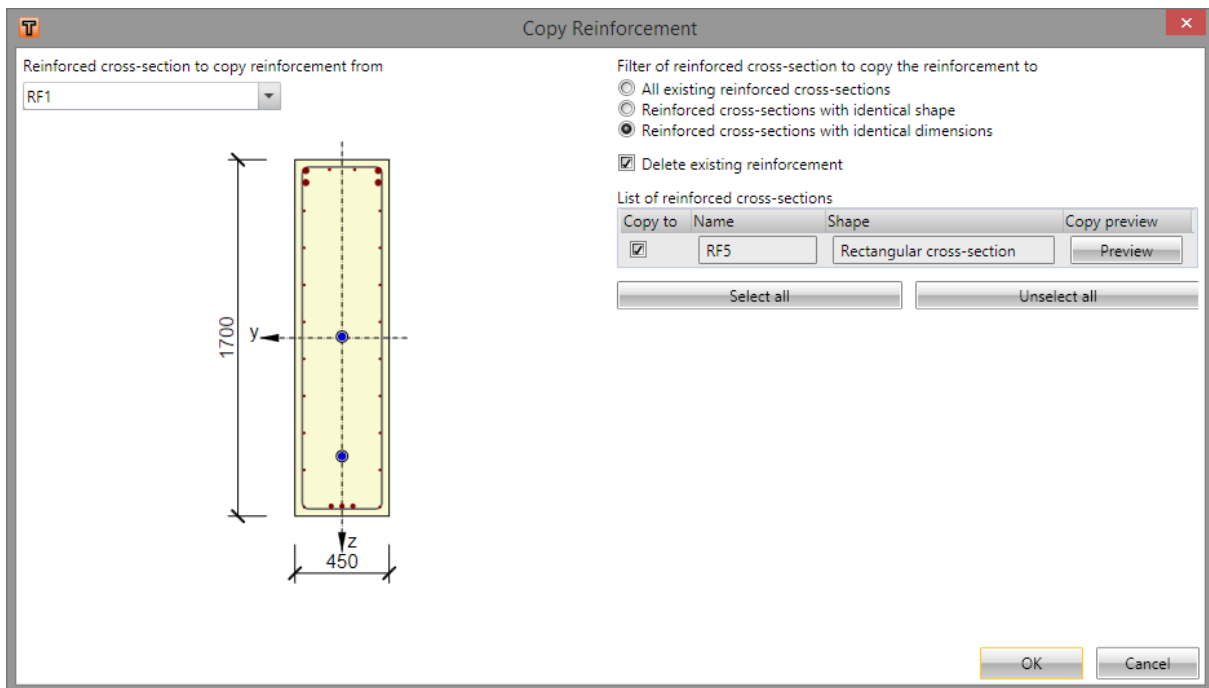 T
Copy Reinforcement
Reinforced cross-section to copy reinforcement from
RF1
1700
y
z
450
Filter of reinforced cross-section to copy the reinforcement to
All existing reinforced cross-sections
Reinforced cross-sections with identical shape
Reinforced cross-sections with identical dimensions
Delete existing reinforcement
List of reinforced cross-sections
Copy to Name Shape Copy preview
RF5 Rectangular cross-section Preview
Select all Unselect all
OK Cancel